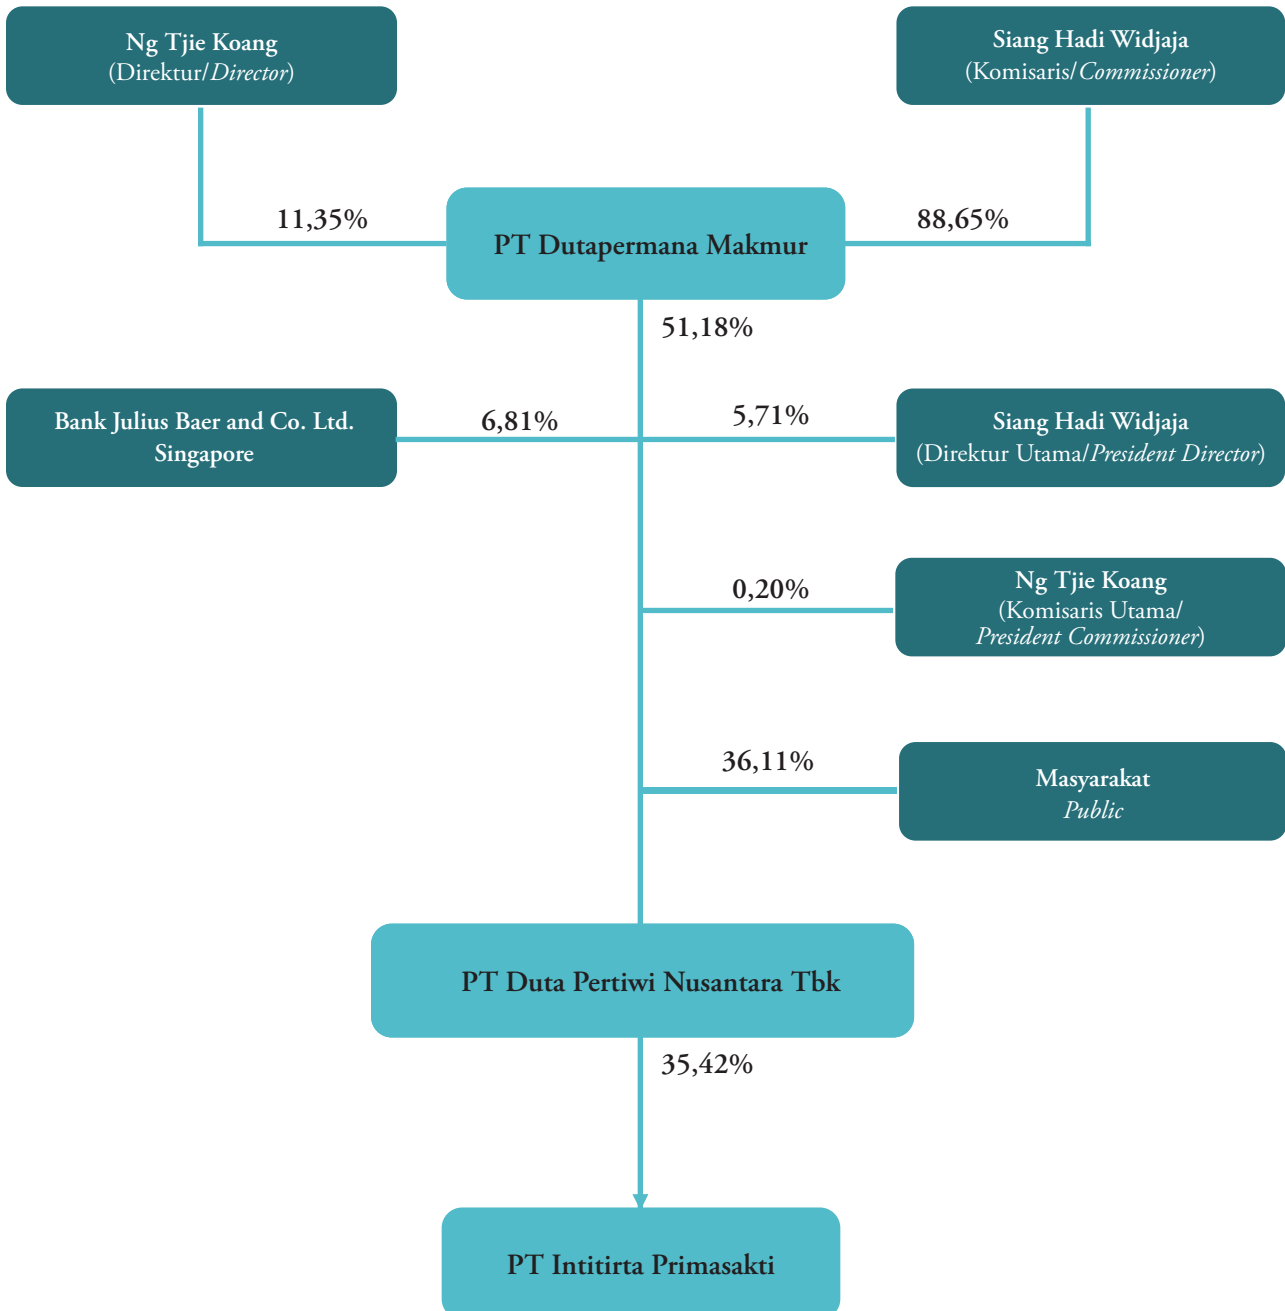 Ng Tjie Koang
(Direktur/Director)
Siang Hadi Widjaja
(Komisaris/Commissioner)
11,35%
PT Dutapermana Makmur
88,65%
51,18%
Bank Julius Baer and Co. Ltd.
Singapore
6,81%
5,71%
Siang Hadi Widjaja
(Direktur Utama/President Director)
0,20%
Ng Tjie Koang
(Komisaris Utama/
President Commissioner)
36,11%
Masyarakat
Public
PT Duta Pertiwi Nusantara Tbk
35,42%
PT Intitirta Primasakti